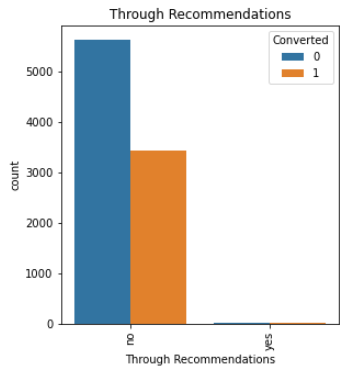 Through Recommendations
Converted
0
1
5000
4000
3000
2000
1000
0
count
no
yes
Through Recommendations